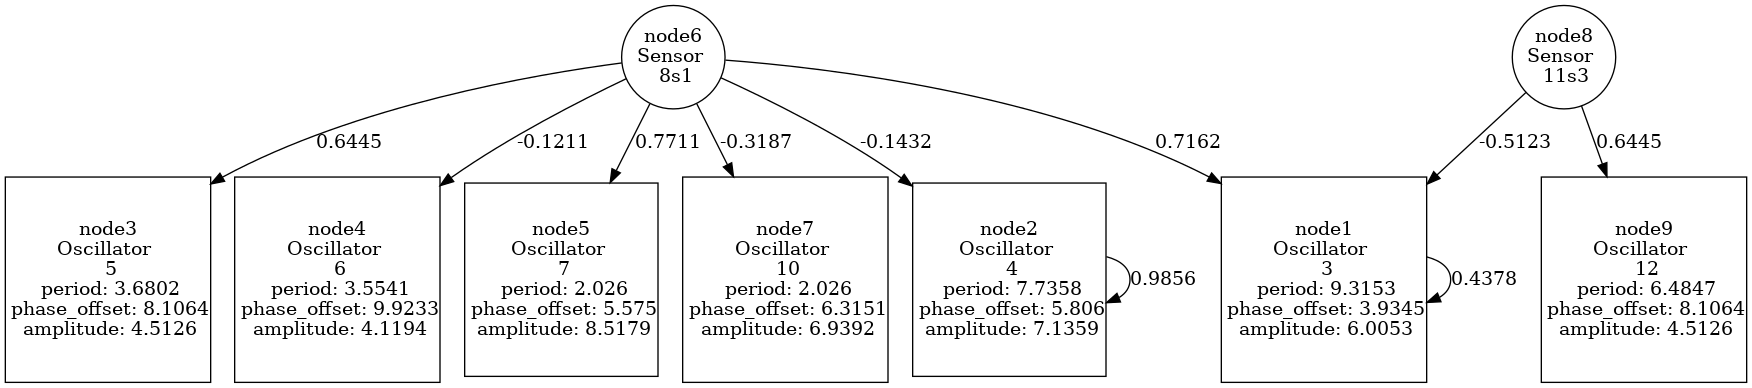 node6
Sensor
8s1
node8
Sensor
11s3
0.6445
-0.1211
0.7711
-0.3187
-0.1432
0.7162
-0.5123
0.6445
node3
Oscillator
5
period: 3.6802
phase_offset: 8.1064
amplitude: 4.5126
node4
Oscillator
6
period: 3.5541
phase_offset: 9.9233
amplitude: 4.1194
node5
Oscillator
7
period: 2.026
phase_offset: 5.575
amplitude: 8.5179
node7
Oscillator
10
period: 2.026
phase_offset: 6.3151
amplitude: 6.9392
node2
Oscillator
4
period: 7.7358
phase_offset: 5.806
amplitude: 7.1359
0.9856
node1
Oscillator
3
period: 9.3153
phase_offset: 3.9345
amplitude: 6.0053
0.4378
node9
Oscillator
12
period: 6.4847
phase_offset: 8.1064
amplitude: 4.5126